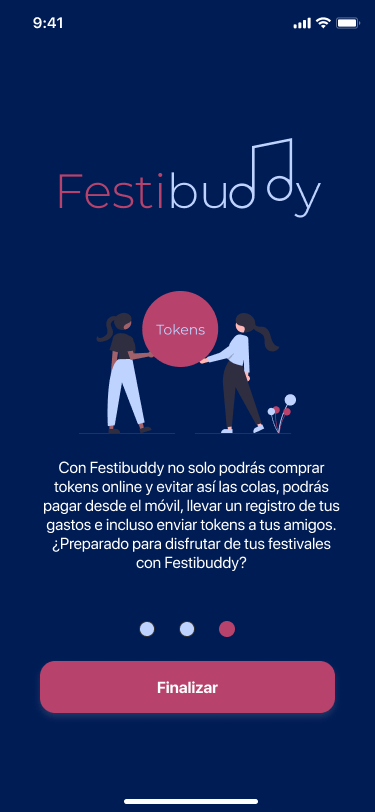 9:41
Festibuddy
Tokens
Con Festibuddy no solo podrás comprar
tokens online y evitar así las colas, podrás
pagar desde el móvil, llevar un registro de tus
gastos e incluso enviar tokens a tus amigos.
¿Preparado para disfrutar de tus festivales
con Festibuddy?
Finalizar